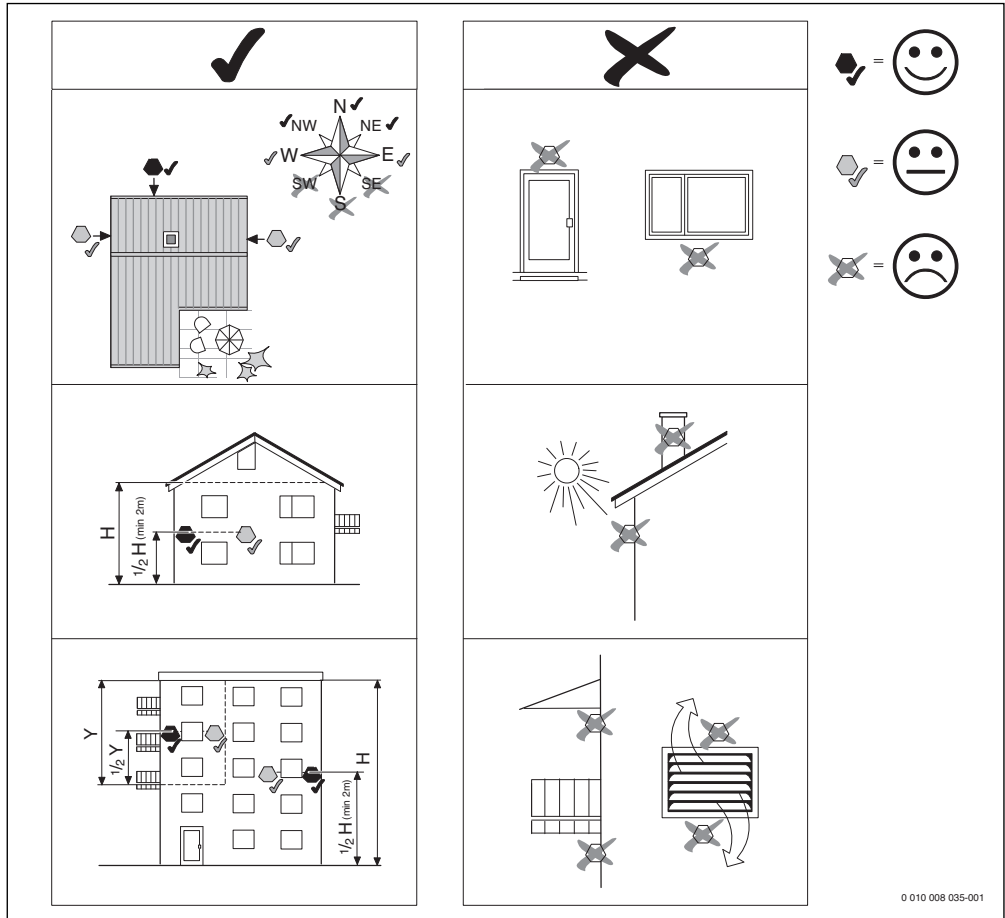 N
NW NE
W E
SW SE
S
=
=
=
H
1/2 H (min 2m)
Y
1/2 Y
H
1/2 H (min 2m)
0 010 008 035-001